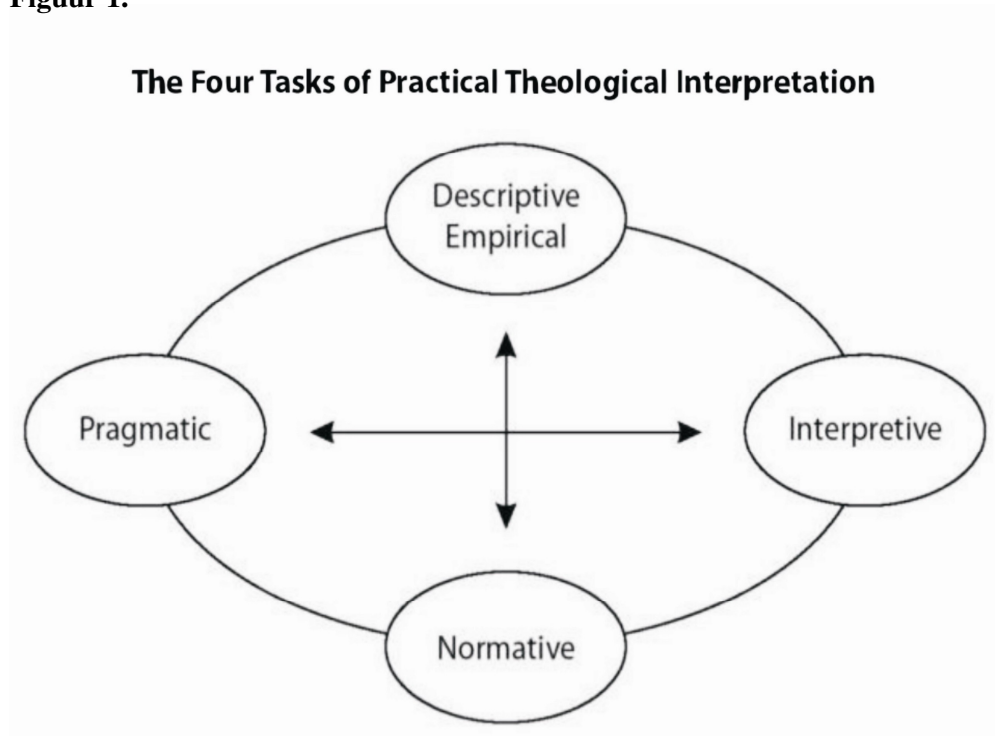 Figuur 1.
The Four Tasks of Practical Theological Interpretation
Descriptive
Empirical
Pragmatic
Interpretive
Normative